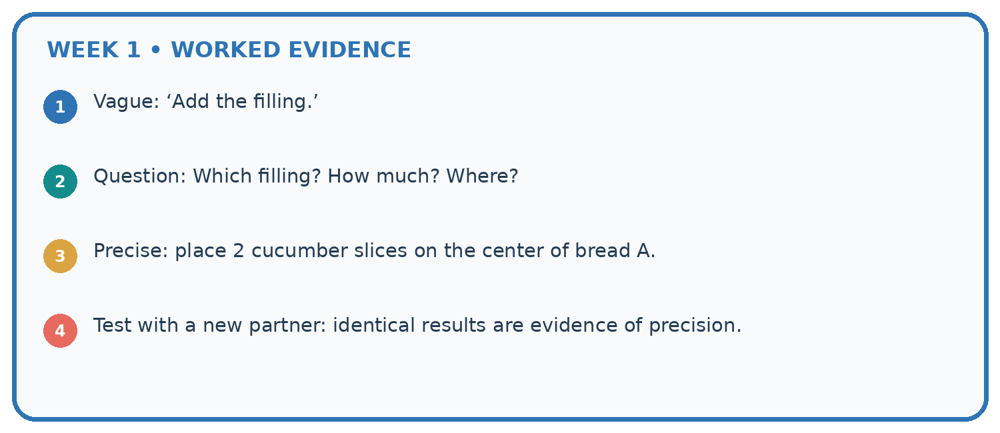 WEEK 1 • WORKED EVIDENCE
1 Vague: ‘Add the filling.’
2 Question: Which filling? How much? Where?
3 Precise: place 2 cucumber slices on the center of bread A.
4 Test with a new partner: identical results are evidence of precision.